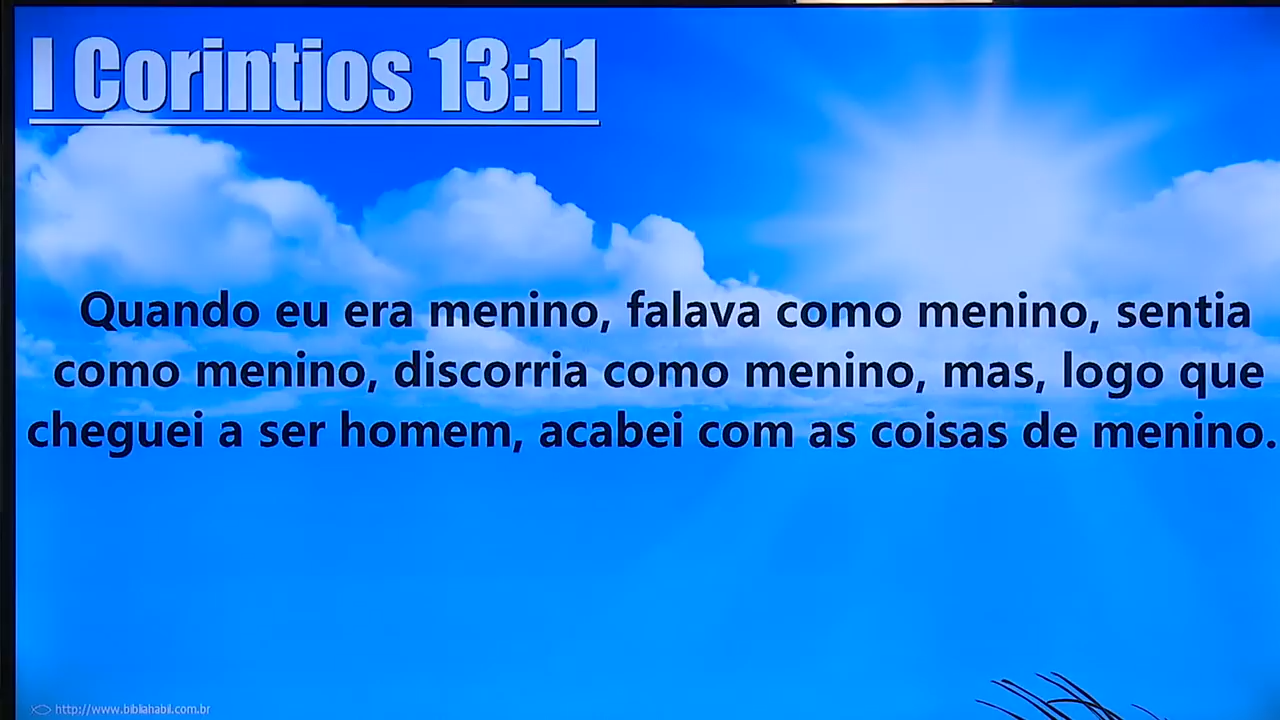 I Corintios 13:11
Quando eu era menino, falava como menino, sentia
como menino, discorria como menino, mas, logo que
cheguei a ser homem, acabei com as coisas de menino.
http://www.bibliahabil.com.br